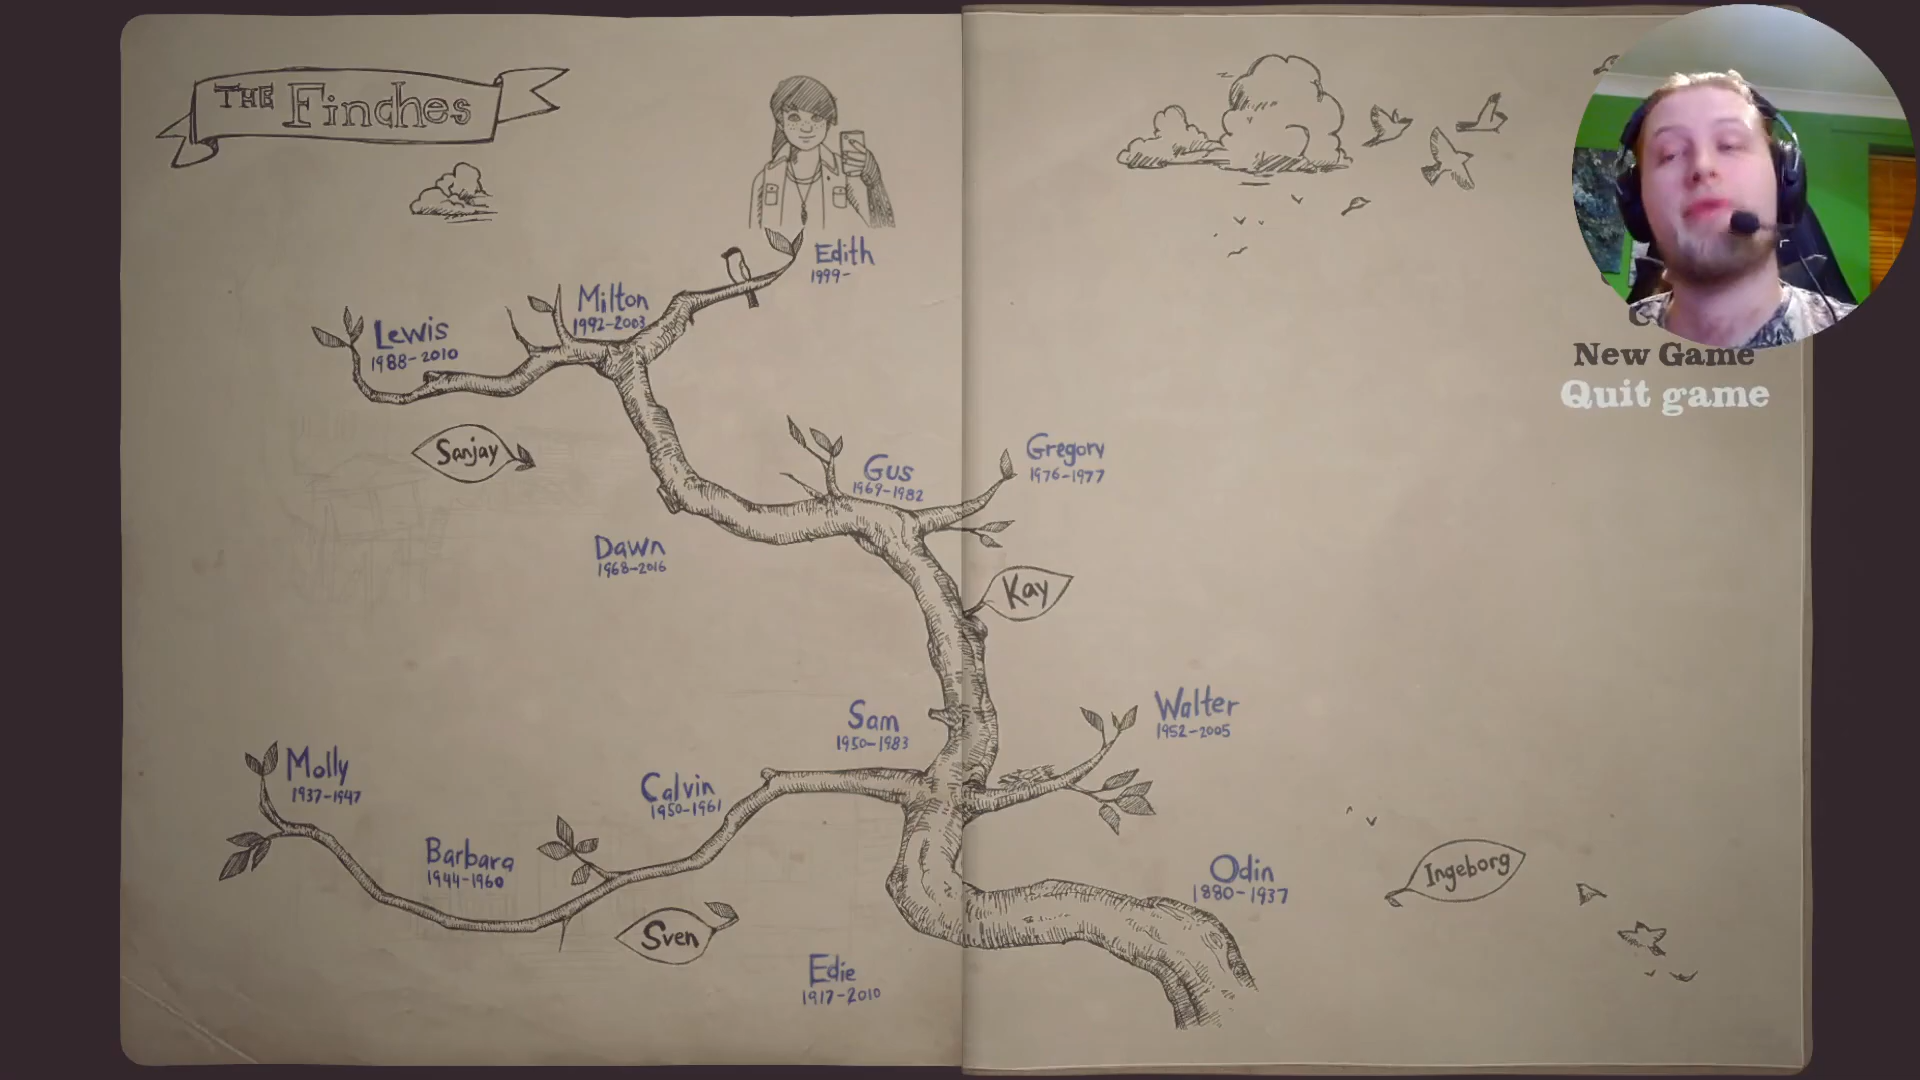 THE Finches
Edith
1999-
Milton
1992-2003
Lewis
1988-2010
New Game
Quit game
Sanjay
Gus
1969-1982
Gregory
1976-1977
Dawn
1968-2016
Kay
Sam
1950-1983
Walter
1952-2005
Molly
1937-1947
Calvin
1950-1961
Barbara
1944-1960
Odin
1880-1937
Ingeborg
Sven
Edie
1917-2010